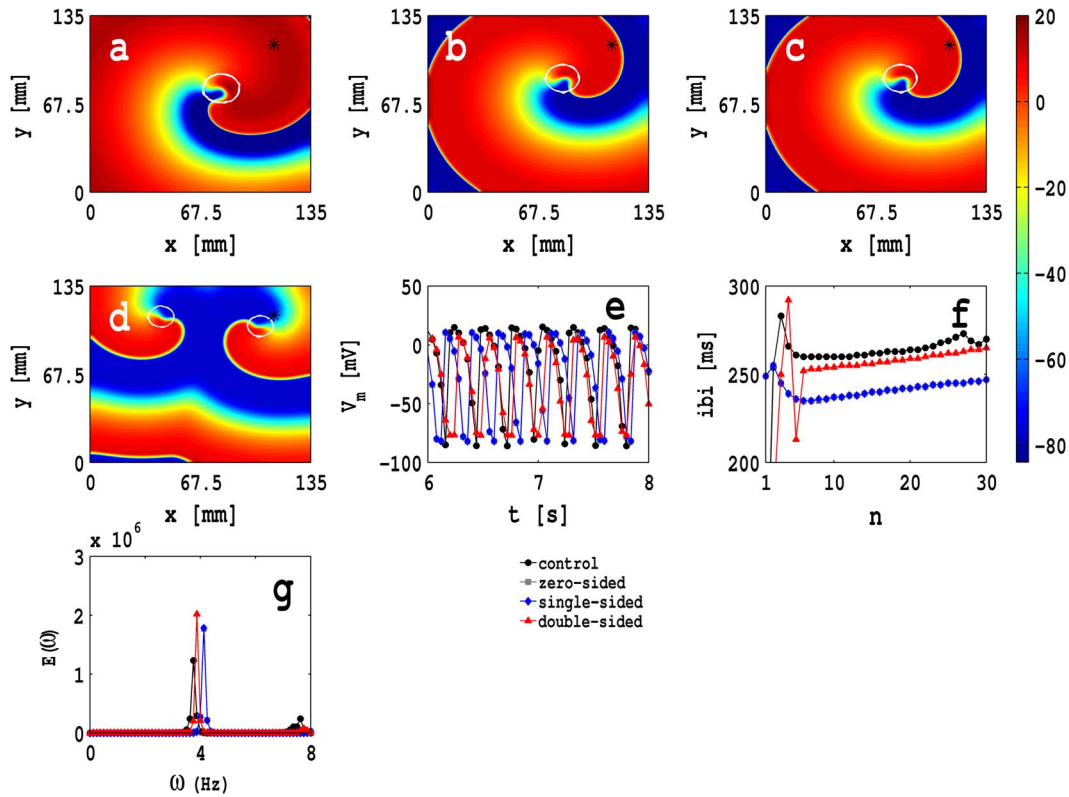 135
y [mm]
67.5
0
a
0
67.5
135
x [mm]
135
y [mm]
67.5
0
b
0
67.5
135
x [mm]
135
y [mm]
67.5
0
c
0
67.5
135
x [mm]
20
0
−20
−40
−60
−80
135
y [mm]
67.5
0
d
0
67.5
135
x [mm]
50
0
−50
−100
Vm [mV]
e
6
7
8
t [s]
300
250
200
ibi [ms]
f
1
10
20
30
n
x 10^6
3
2
1
0
E(ω)
g
0
4
8
ω (Hz)
control
zero-sided
single-sided
double-sided